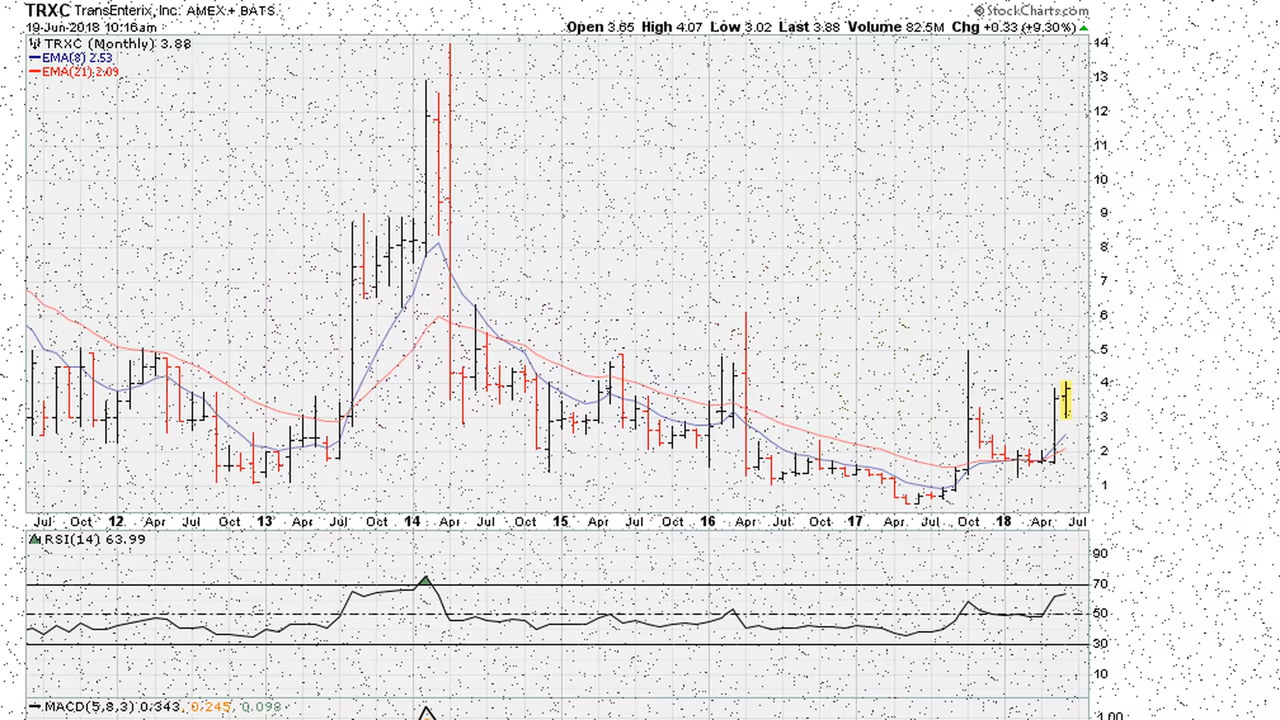 TRXC TransEnterix, Inc. AMEX + BATS
© StockCharts.com
19-Jun-2018 10:16am
Open 3.65 High 4.07 Low 3.02 Last 3.88 Volume 82.5M Chg +0.33 (+9.30%)
TRXC (Monthly) 3.88
EMA(8) 2.53
EMA(21) 2.09
14
13
12
11
10
9
8
7
6
5
4
3
2
1
Jul Oct 12 Apr Jul Oct 13 Apr Jul Oct 14 Apr Jul Oct 15 Apr Jul Oct 16 Apr Jul Oct 17 Apr Jul Oct 18 Apr Jul
RSI(14) 63.99
90
70
50
30
10
MACD(5,8,3) 0.343, 0.245, 0.098
1.00